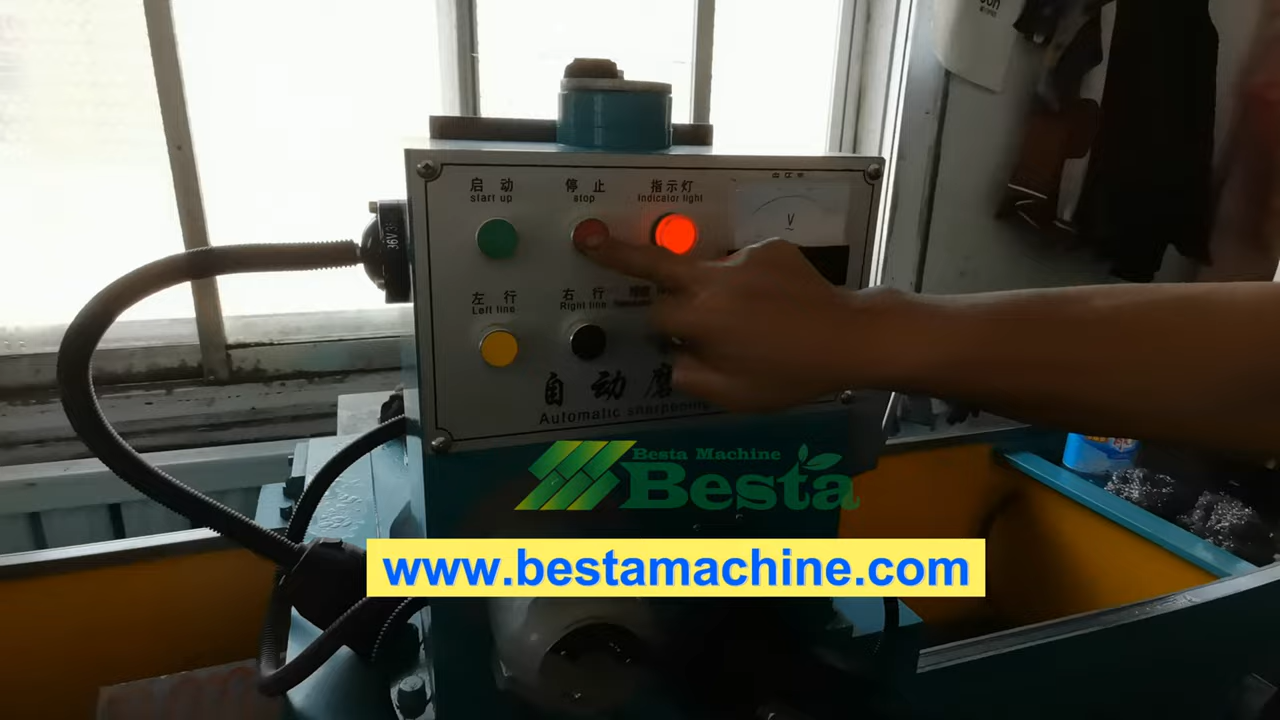 启 动
start up
停 止
stop
指示灯
Indicator light
V
~
36V
左 行
Left line
右 行
Right line
自 动 磨
Automatic sharpening
Besta Machine
Besta
www.bestamachine.com